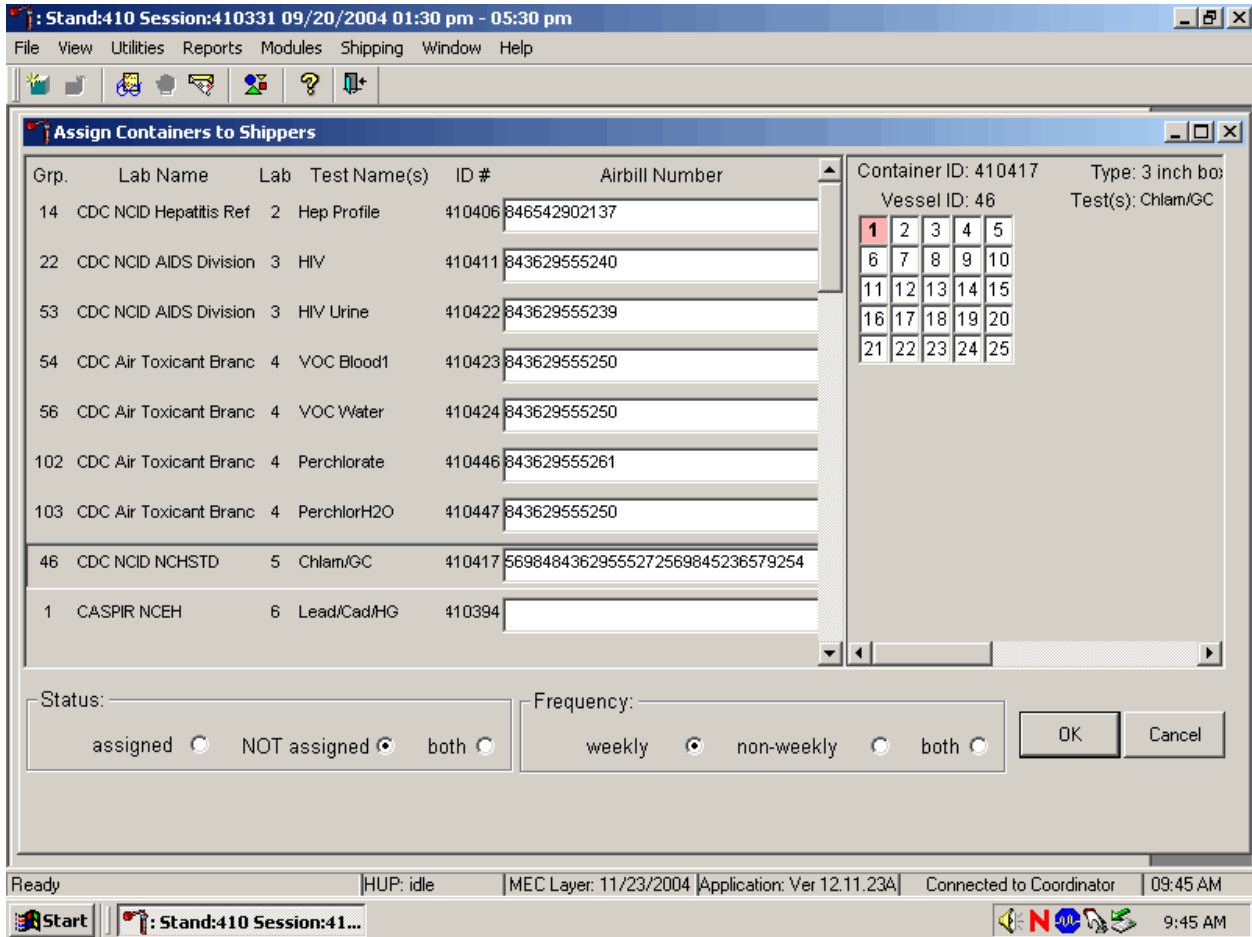 : Stand:410 Session:410331 09/20/2004 01:30 pm - 05:30 pm
File View Utilities Reports Modules Shipping Window Help
Assign Containers to Shippers
Grp. Lab Name Lab Test Name(s) ID # Airbill Number
14 CDC NCID Hepatitis Ref 2 Hep Profile 410406 846542902137
22 CDC NCID AIDS Division 3 HIV 410411 843629555240
53 CDC NCID AIDS Division 3 HIV Urine 410422 843629555239
54 CDC Air Toxicant Branc 4 VOC Blood1 410423 843629555250
56 CDC Air Toxicant Branc 4 VOC Water 410424 843629555250
102 CDC Air Toxicant Branc 4 Perchlorate 410446 843629555261
103 CDC Air Toxicant Branc 4 PerchlorH2O 410447 843629555250
46 CDC NCID NCHSTD 5 Chlam/GC 410417 56984843629555272569845236579254
1 CASPIR NCEH 6 Lead/Cad/HG 410394
Container ID: 410417 Type: 3 inch box
Vessel ID: 46 Test(s): Chlam/GC
1 2 3 4 5
6 7 8 9 10
11 12 13 14 15
16 17 18 19 20
21 22 23 24 25
Status:
assigned NOT assigned both
Frequency:
weekly non-weekly both
OK Cancel
Ready HUP: idle MEC Layer: 11/23/2004 Application: Ver 12.11.23A Connected to Coordinator 09:45 AM
Start : Stand:410 Session:41... N 9:45 AM